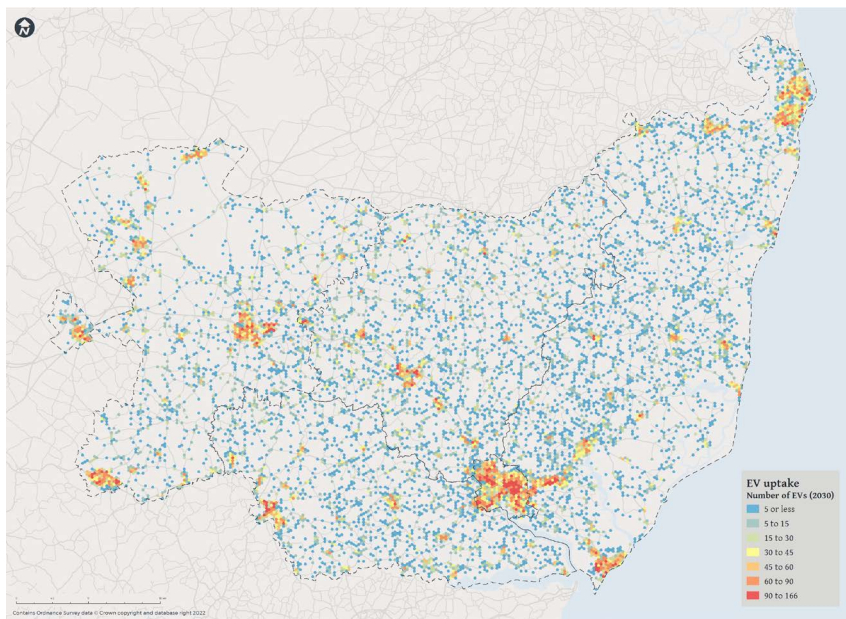 N
EV uptake
Number of EVs (2030)
5 or less
5 to 15
15 to 30
30 to 45
45 to 60
60 to 90
90 to 166
Contains Ordnance Survey data © Crown copyright and database right 2022